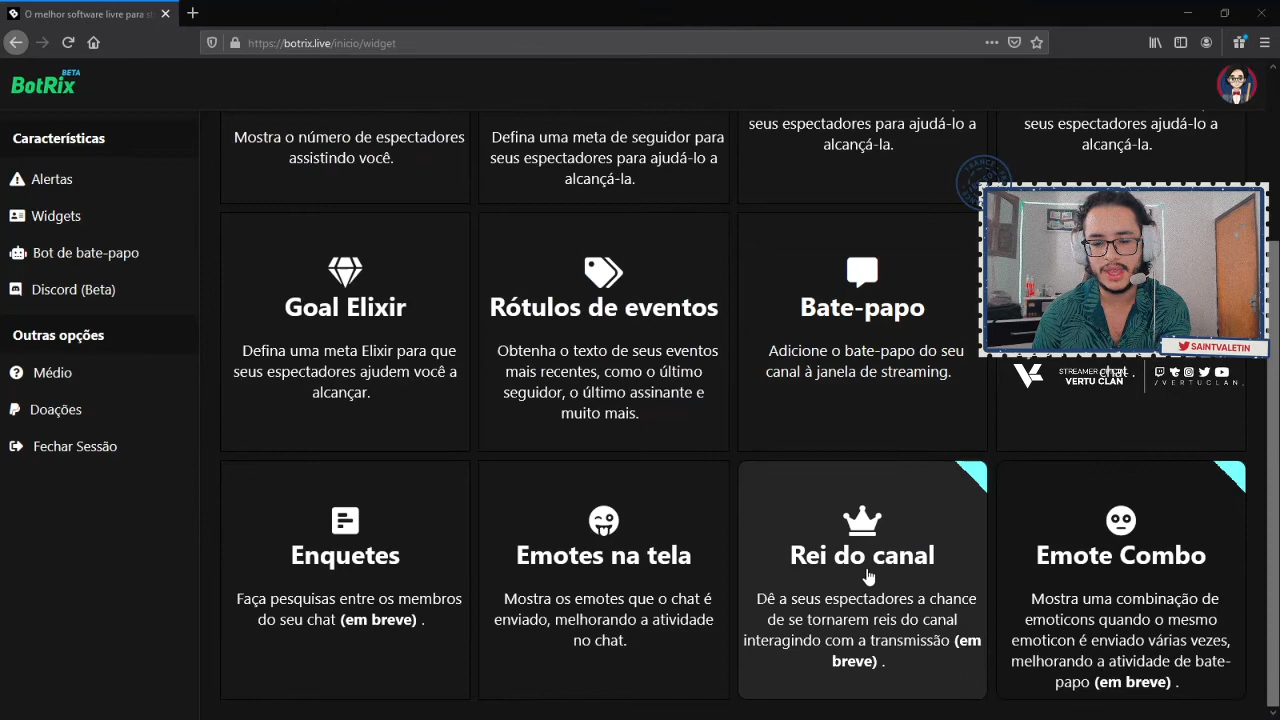 O melhor software livre para st
https://botrix.live/inicio/widget
BotRix BETA
Características
Alertas
Widgets
Bot de bate-papo
Discord (Beta)
Outras opções
Médio
Doações
Fechar Sessão
Mostra o número de espectadores
assistindo você.
Defina uma meta de seguidor para
seus espectadores para ajudá-lo a
alcançá-la.
seus espectadores para ajudá-lo a
alcançá-la.
seus espectadores ajudá-lo a
alcançá-la.
Goal Elixir
Defina uma meta Elixir para que
seus espectadores ajudem você a
alcançar.
Rótulos de eventos
Obtenha o texto de seus eventos
mais recentes, como o último
seguidor, o último assinante e
muito mais.
Bate-papo
Adicione o bate-papo do seu
canal à janela de streaming.
SAINTVALETIN
STREAMER
chat .
VERTU CLAN
/VERTUCLAN
Enquetes
Faça pesquisas entre os membros
do seu chat (em breve) .
Emotes na tela
Mostra os emotes que o chat é
enviado, melhorando a atividade
no chat.
Rei do canal
Dê a seus espectadores a chance
de se tornarem reis do canal
interagindo com a transmissão (em
breve) .
Emote Combo
Mostra uma combinação de
emoticons quando o mesmo
emoticon é enviado várias vezes,
melhorando a atividade de bate-
papo (em breve) .